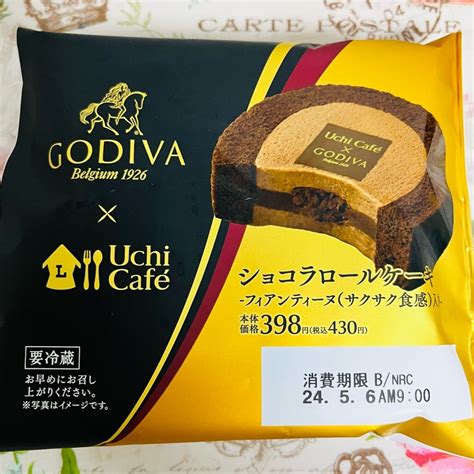 CARTE POSTALE
GODIVA
Belgium 1926
×
L
Uchi
Café
Uchi Café
×
GODIVA
Belgium 1926
ショコラロールケーキ
-フィアンティーヌ(サクサク食感)入り-
本体
価格398円(税込430円)
要冷蔵
お早めにお召し
上がりください。
※写真はイメージです。
消費期限 B/NRC
24. 5. 6AM9:00